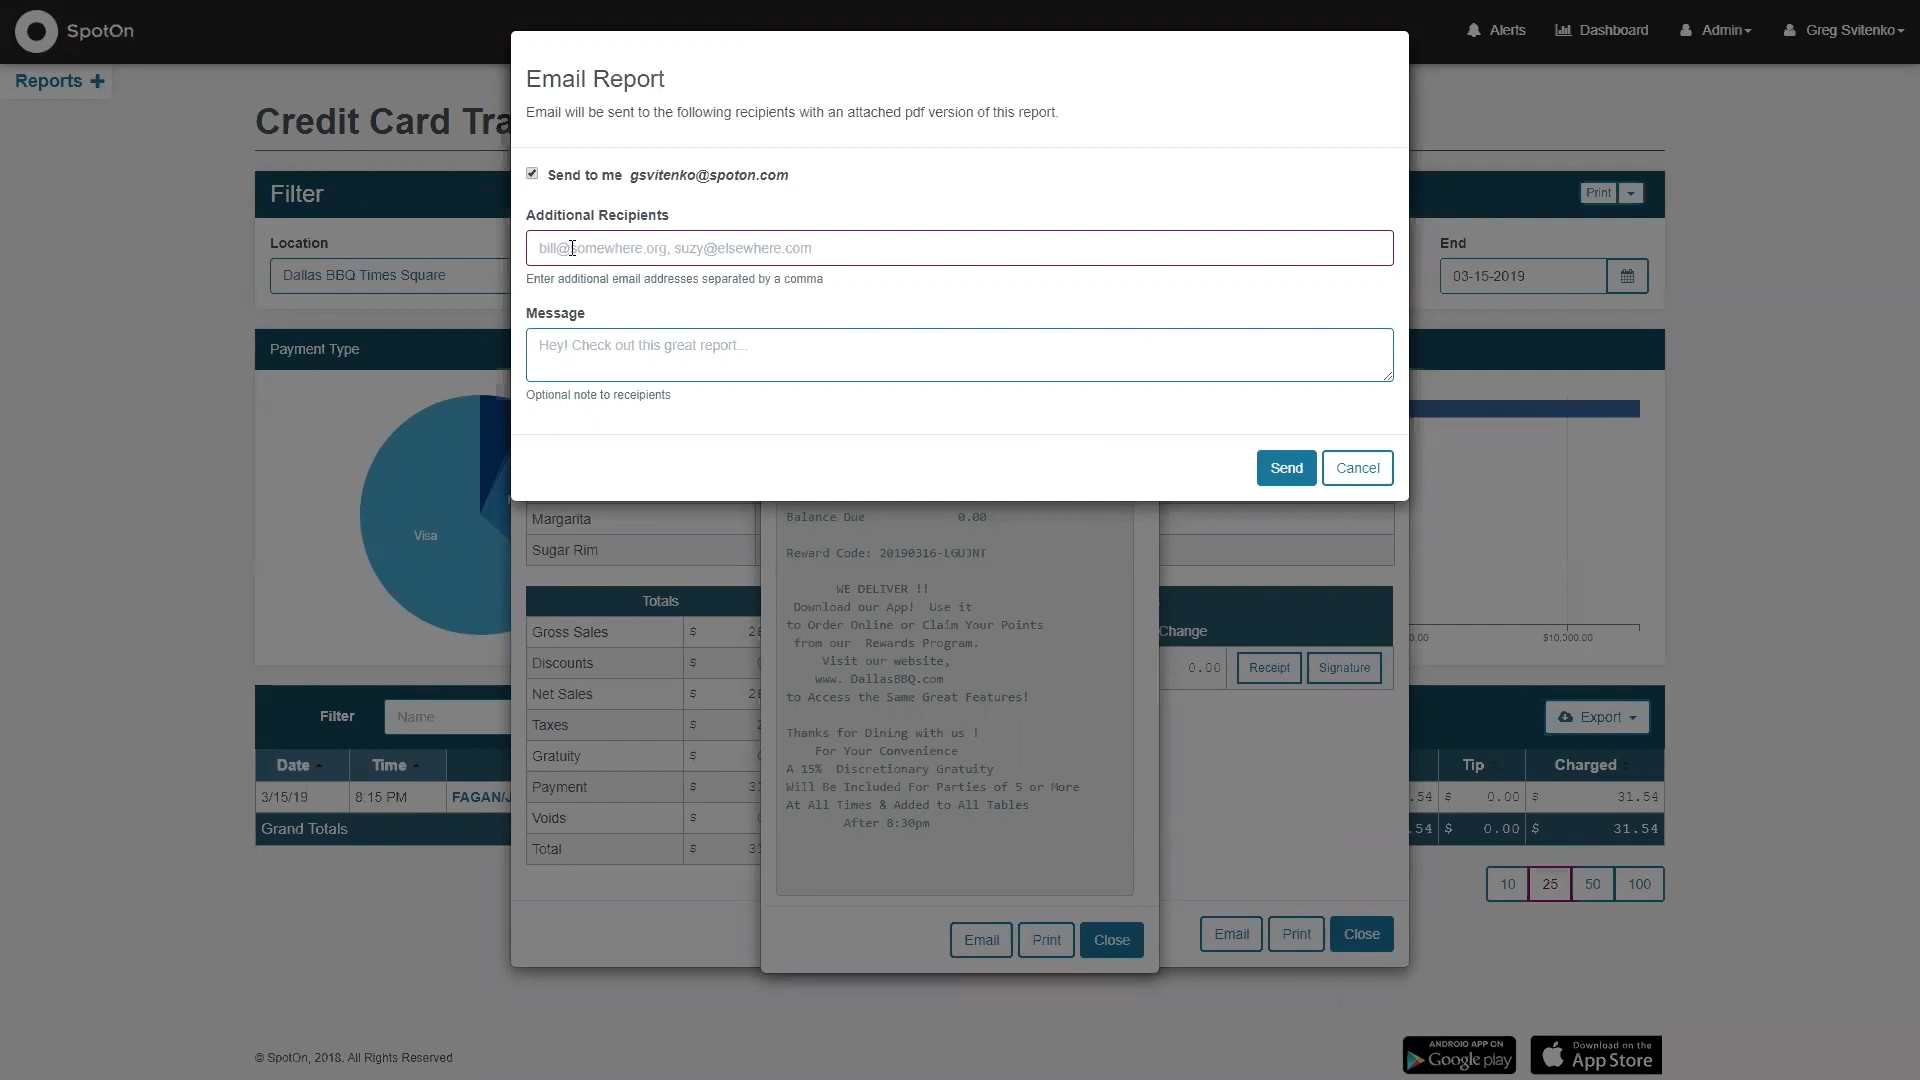 SpotOn
Alerts
Dashboard
Admin
Greg Svitenko
Reports
Credit Card Tra
Email Report
Email will be sent to the following recipients with an attached pdf version of this report.
Send to me gsvitenko@spoton.com
Additional Recipients
bill@somewhere.org, suzy@elsewhere.com
Enter additional email addresses separated by a comma
Message
Hey! Check out this great report...
Optional note to receipients
Send
Cancel
Filter
Print
Location
End
Dallas BBQ Times Square
03-15-2019
Payment Type
Visa
$10,000.00
Margarita
Sugar Rim
Totals
Gross Sales $
Discounts $
Net Sales $
Taxes $
Gratuity $
Payment $
Voids $
Total $
Balance Due 0.00
Reward Code: 20190316-LGUJNT
WE DELIVER !!
Download our App! Use it
to Order Online or Claim Your Points
from our Rewards Program.
Visit our website,
www. DallasBBQ.com
to Access the Same Great Features!
Thanks for Dining with us !
For Your Convenience
A 15% Discretionary Gratuity
Will Be Included For Parties of 5 or More
At All Times & Added to All Tables
After 8:30pm
Change
0.00
Receipt
Signature
Filter
Name
Export
Date
Time
Tip
Charged
3/15/19
8:15 PM
FAGAN/J
.54 $ 0.00 $ 31.54
Grand Totals
.54 $ 0.00 $ 31.54
10
25
50
100
Email
Print
Close
Email
Print
Close
© SpotOn, 2018. All Rights Reserved
ANDROID APP ON
Google play
Download on the
App Store